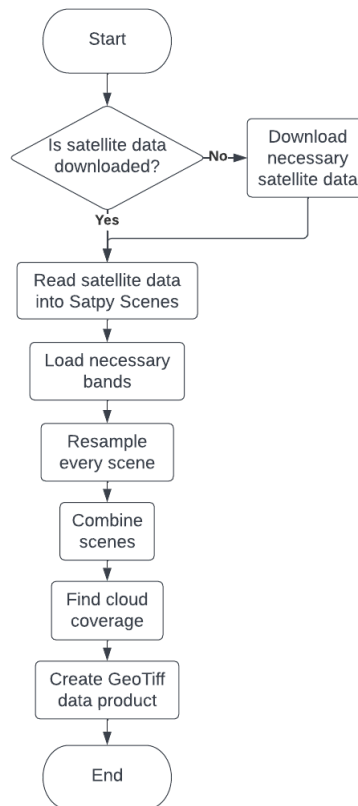 Start
Is satellite data
downloaded?
No
Download
necessary
satellite data
Yes
Read satellite data
into Satpy Scenes
Load necessary
bands
Resample
every scene
Combine
scenes
Find cloud
coverage
Create GeoTiff
data product
End